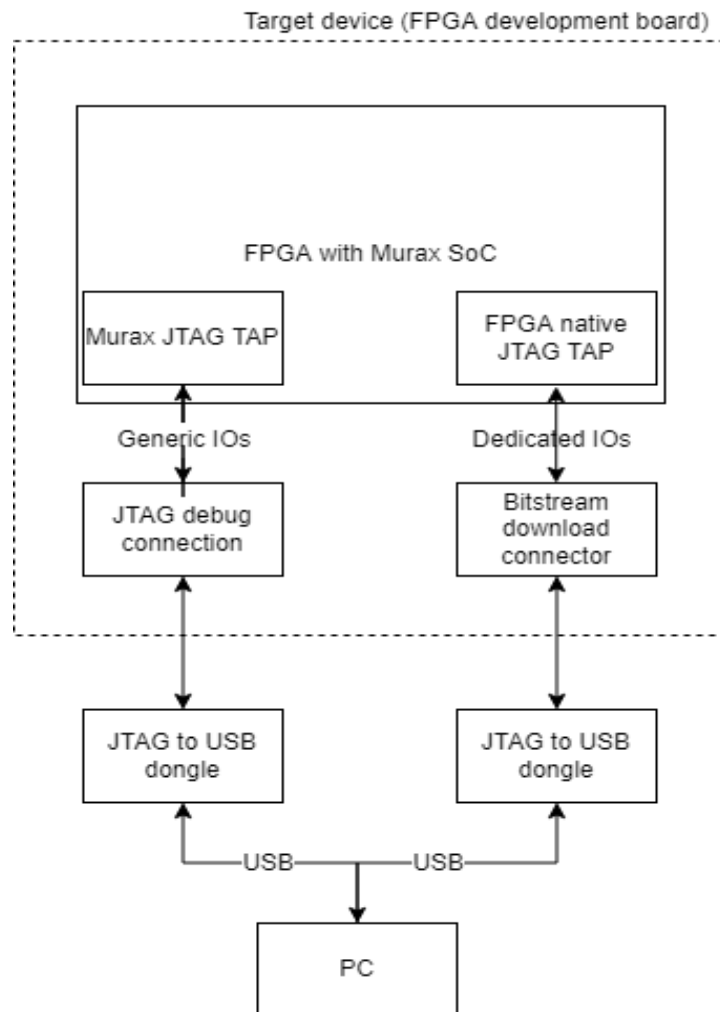 Target device (FPGA development board)
FPGA with Murax SoC
Murax JTAG TAP
FPGA native
JTAG TAP
Generic IOs
Dedicated IOs
JTAG debug
connection
Bitstream
download
connector
JTAG to USB
dongle
JTAG to USB
dongle
USB
USB
PC